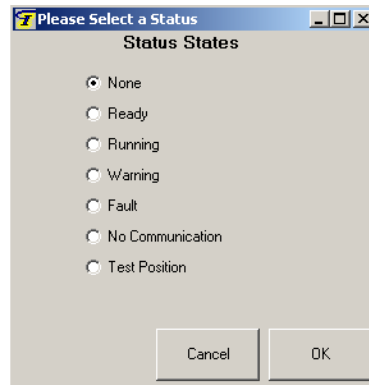 Please Select a Status
Status States
None
Ready
Running
Warning
Fault
No Communication
Test Position
Cancel OK